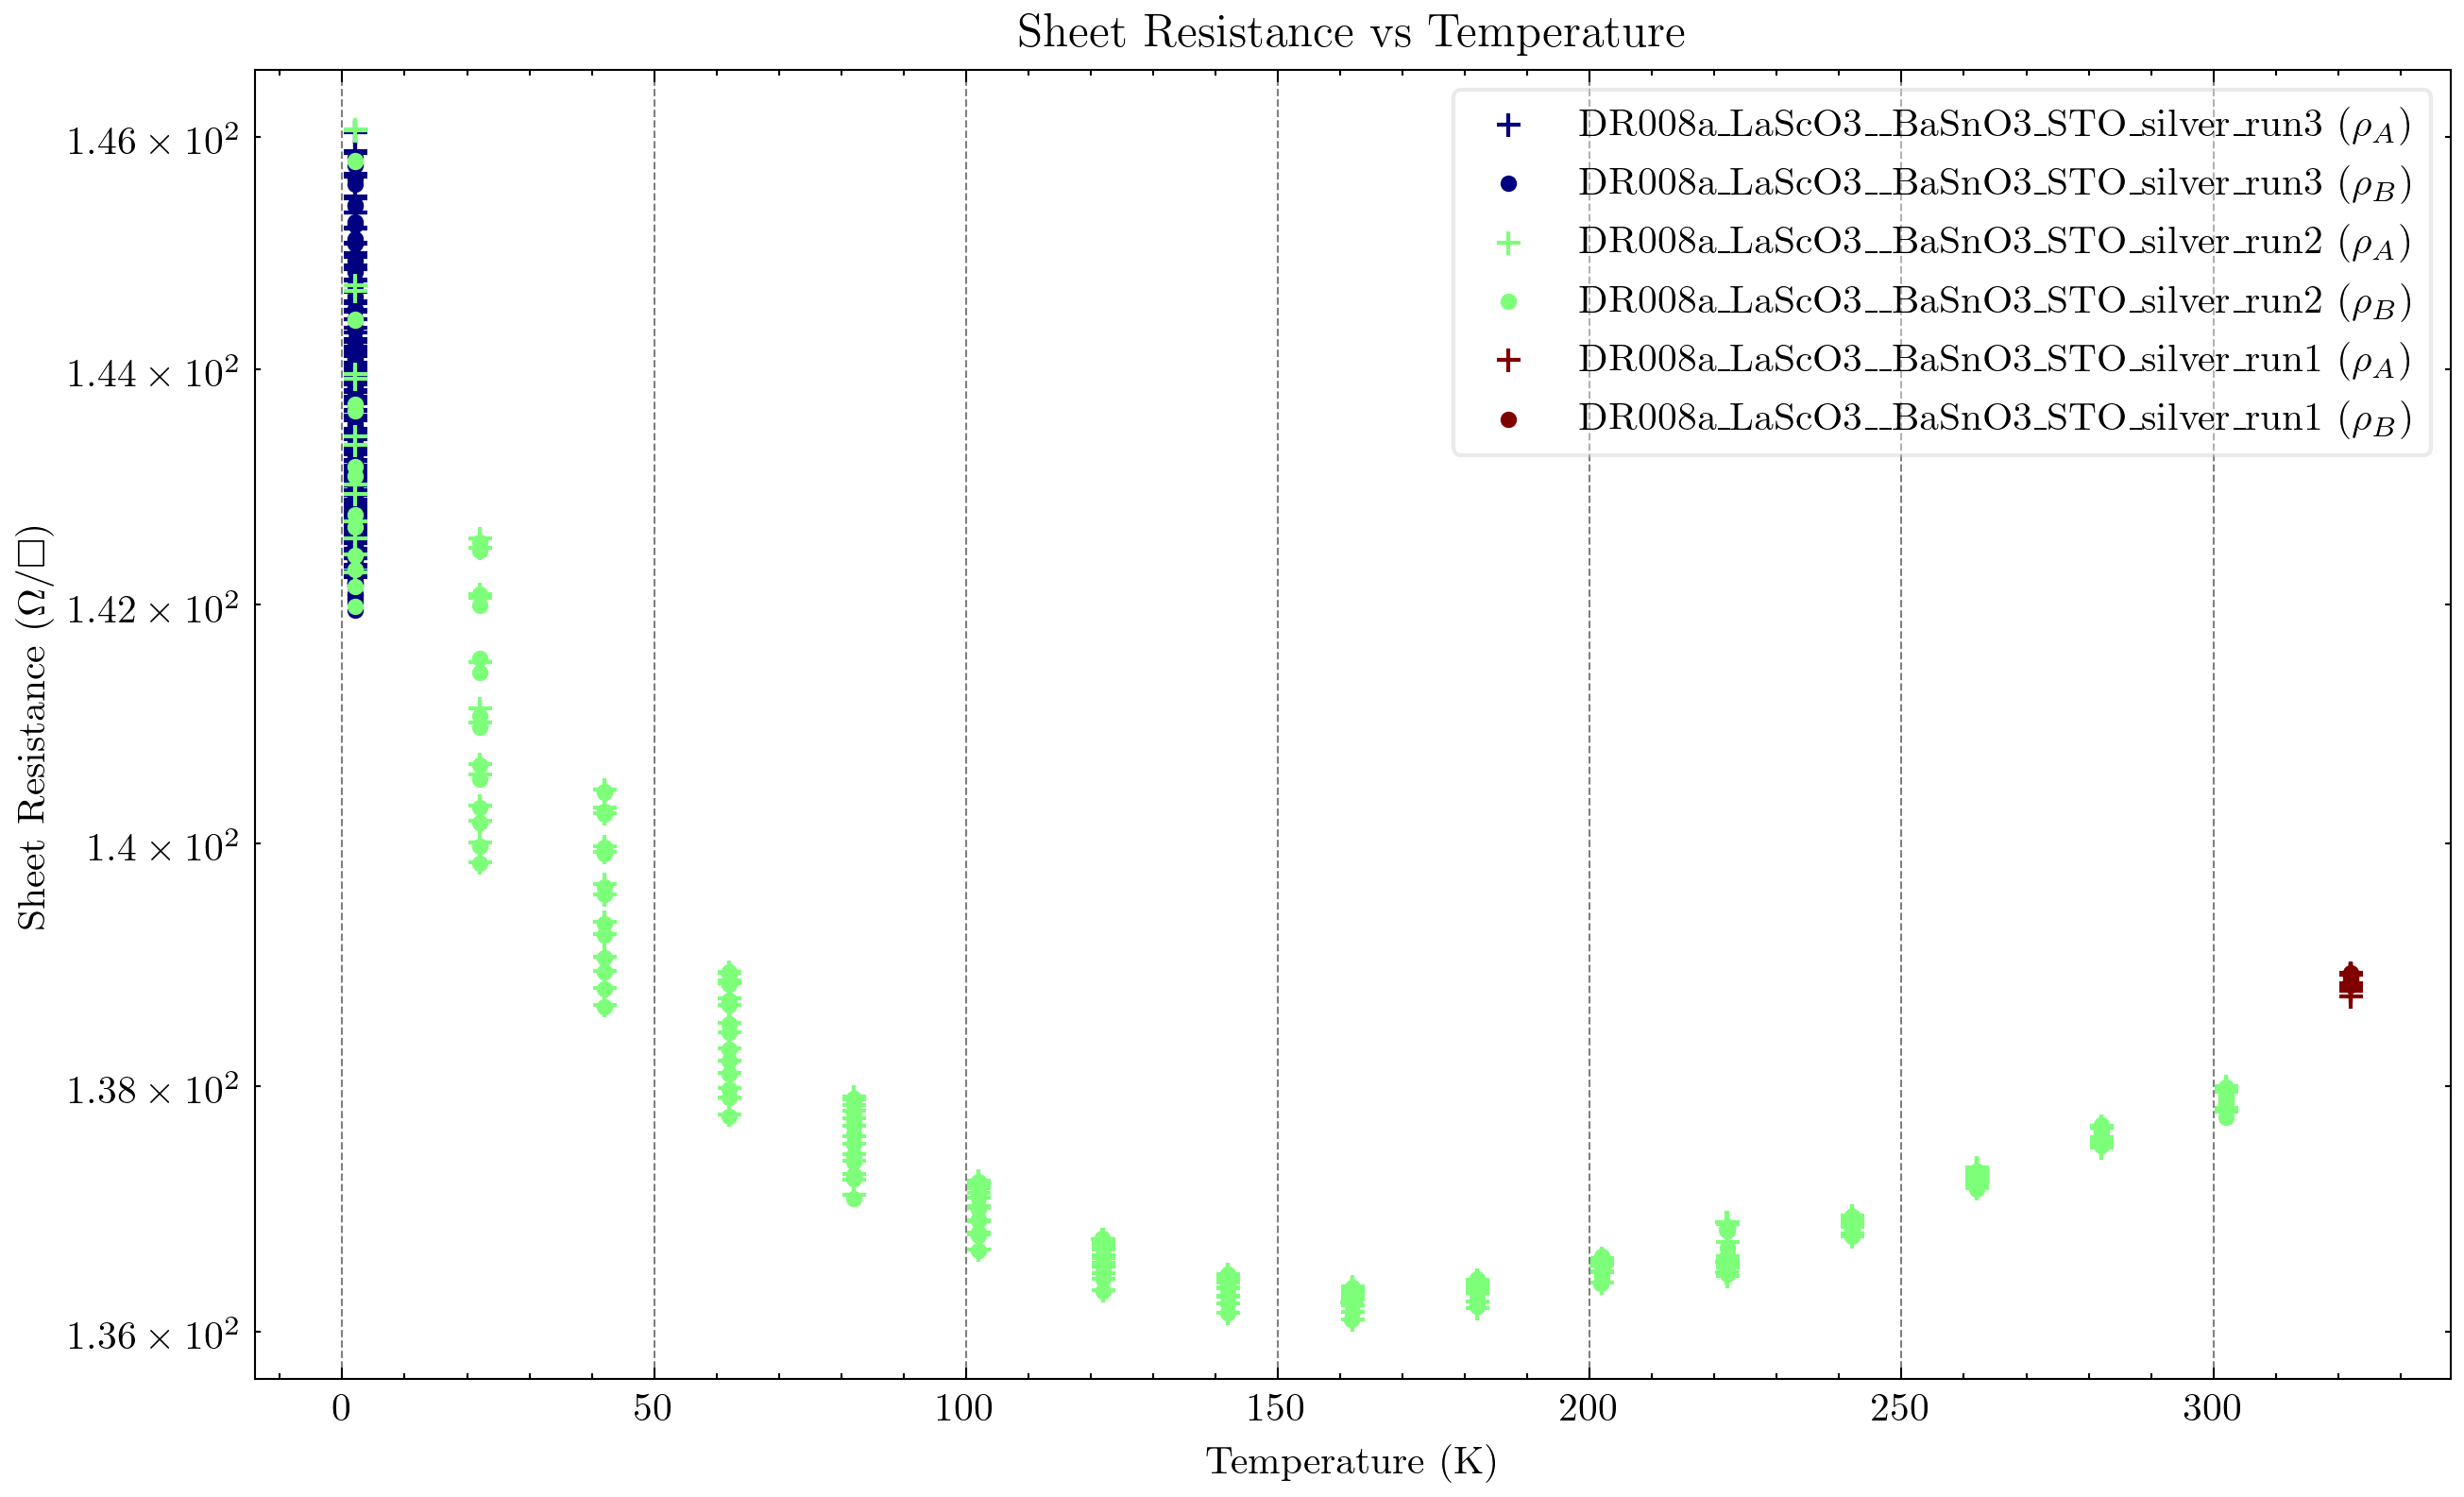 Sheet Resistance vs Temperature
DR008a_LaScO3__BaSnO3_STO_silver_run3 (ρ_A)
DR008a_LaScO3__BaSnO3_STO_silver_run3 (ρ_B)
DR008a_LaScO3__BaSnO3_STO_silver_run2 (ρ_A)
DR008a_LaScO3__BaSnO3_STO_silver_run2 (ρ_B)
DR008a_LaScO3__BaSnO3_STO_silver_run1 (ρ_A)
DR008a_LaScO3__BaSnO3_STO_silver_run1 (ρ_B)
Sheet Resistance (Ω/□)
1.46 × 10²
1.44 × 10²
1.42 × 10²
1.4 × 10²
1.38 × 10²
1.36 × 10²
0 50 100 150 200 250 300
Temperature (K)